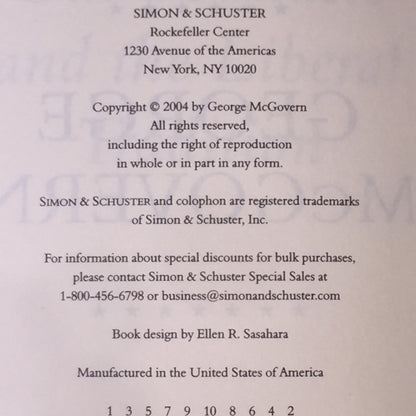 SIMON & SCHUSTER
Rockefeller Center
1230 Avenue of the Americas
New York, NY 10020
Copyright © 2004 by George McGovern
All rights reserved,
including the right of reproduction
in whole or in part in any form.
SIMON & SCHUSTER and colophon are registered trademarks
of Simon & Schuster, Inc.
For information about special discounts for bulk purchases,
please contact Simon & Schuster Special Sales at
1-800-456-6798 or business@simonandschuster.com
Book design by Ellen R. Sasahara
Manufactured in the United States of America
1 3 5 7 9 10 8 6 4 2